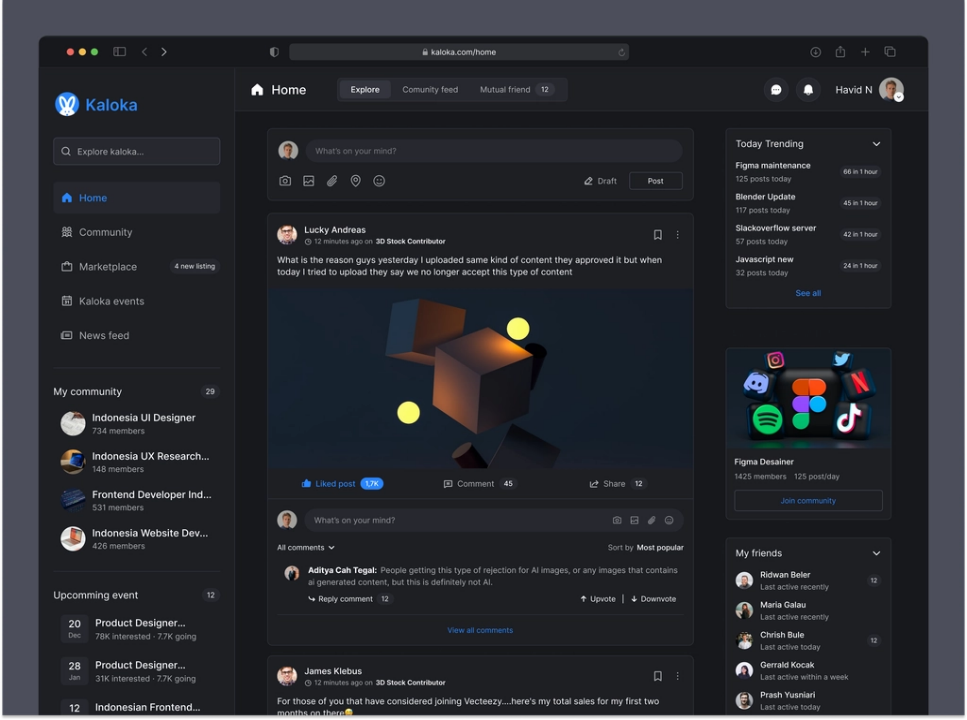 kaloka.com/home
Kaloka
Home
Explore
Comunity feed
Mutual friend 12
Havid N
Explore kaloka...
Home
Community
Marketplace 4 new listing
Kaloka events
News feed
My community 29
Indonesia UI Designer
734 members
Indonesia UX Research...
148 members
Frontend Developer Ind...
531 members
Indonesia Website Dev...
426 members
Upcomming event 12
20 Product Designer...
Dec 78K interested · 7.7K going
28 Product Designer...
Jan 31K interested · 7.7K going
12 Indonesian Frontend...
What's on your mind?
Draft
Post
Lucky Andreas
12 minutes ago on 3D Stock Contributor
What is the reason guys yesterday I uploaded same kind of content they approved it but when
today I tried to upload they say we no longer accept this type of content
Liked post 1,7K
Comment 45
Share 12
What's on your mind?
All comments
Sort by Most popular
Aditya Cah Tegal: People getting this type of rejection for AI images, or any images that contains
ai generated content, but this is definitely not AI.
Reply comment 12
Upvote | Downvote
View all comments
James Klebus
12 minutes ago on 3D Stock Contributor
For those of you that have considered joining Vecteezy....here's my total sales for my first two
months on there
Today Trending
Figma maintenance
125 posts today
66 in 1 hour
Blender Update
117 posts today
45 in 1 hour
Slackoverflow server
57 posts today
42 in 1 hour
Javascript new
32 posts today
24 in 1 hour
See all
Figma Desainer
1425 members 125 post/day
Join community
My friends
Ridwan Beler
Last active recently
12
Maria Galau
Last active recently
Chrish Bule
Last active today
12
Gerrald Kocak
Last active within a week
Prash Yusniari
Last active today